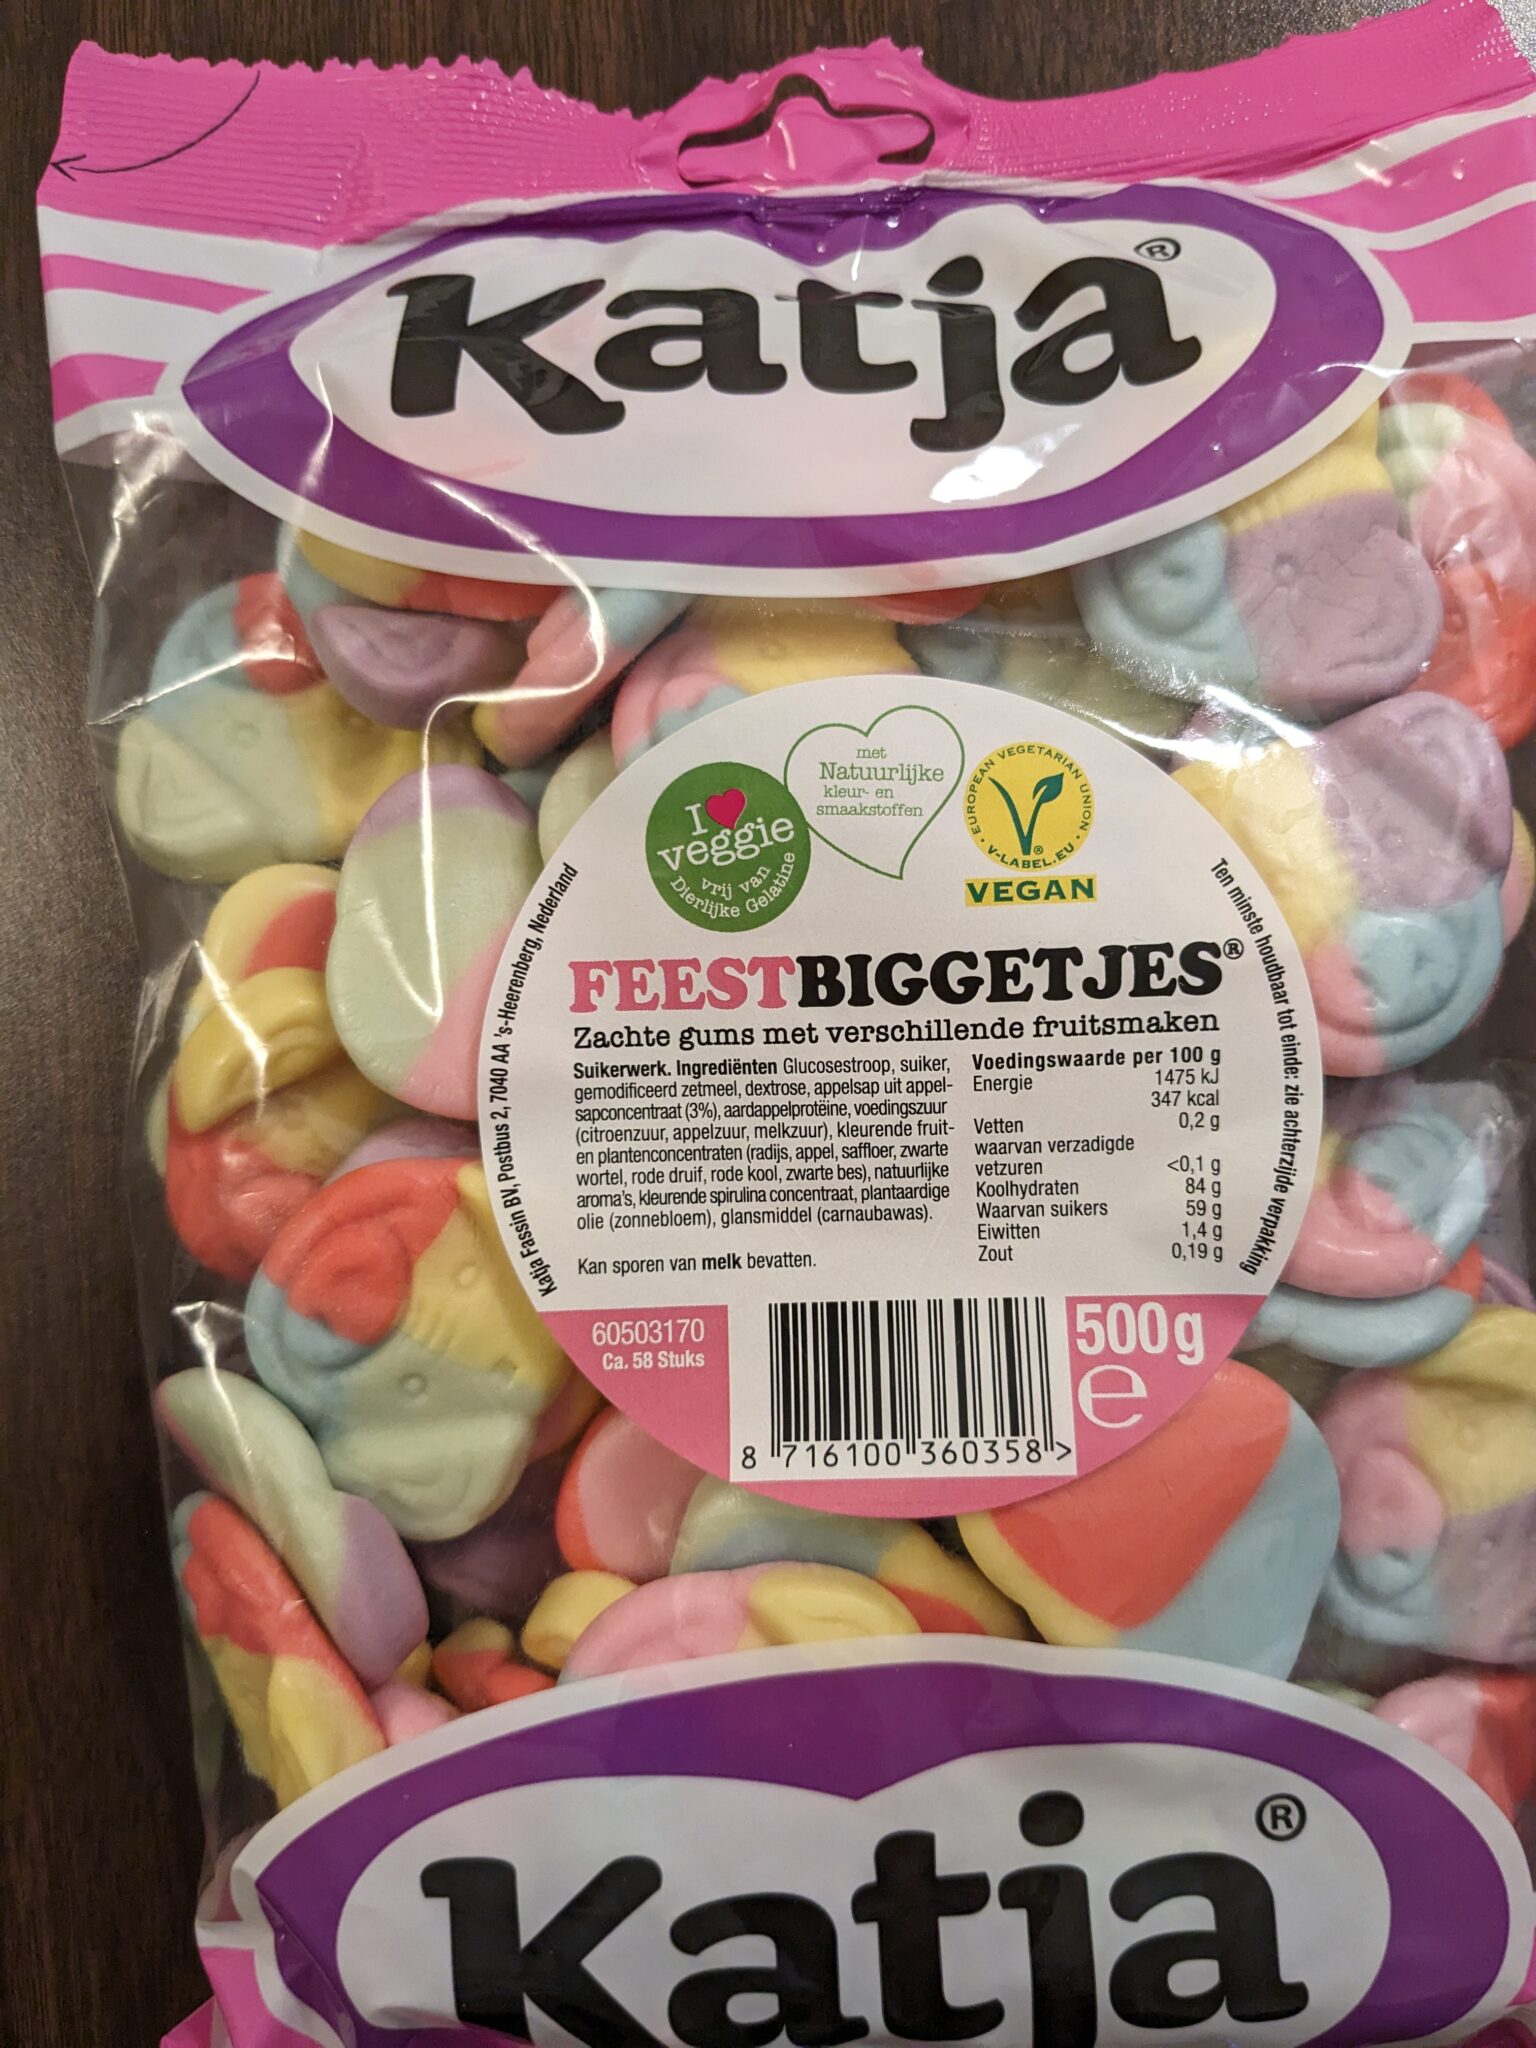 Katja®
I ♥
veggie
vrij van
Dierlijke Gelatine
met
Natuurlijke
kleur- en
smaakstoffen
EUROPEAN VEGETARIAN UNION
V-LABEL.EU
VEGAN
Katja Fassin BV, Postbus 2, 7040 AA 's-Heerenberg, Nederland
Ten minste houdbaar tot einde: zie achterzijde verpakking
FEESTBIGGETJES®
Zachte gums met verschillende fruitsmaken
Suikerwerk. Ingrediënten Glucosestroop, suiker,
gemodificeerd zetmeel, dextrose, appelsap uit appel-
sapconcentraat (3%), aardappelproteïne, voedingszuur
(citroenzuur, appelzuur, melkzuur), kleurende fruit-
en plantenconcentraten (radijs, appel, saffloer, zwarte
wortel, rode druif, rode kool, zwarte bes), natuurlijke
aroma's, kleurende spirulina concentraat, plantaardige
olie (zonnebloem), glansmiddel (carnaubawas).
Kan sporen van melk bevatten.
Voedingswaarde per 100 g
Energie 1475 kJ
347 kcal
Vetten 0,2 g
waarvan verzadigde
vetzuren <0,1 g
Koolhydraten 84 g
Waarvan suikers 59 g
Eiwitten 1,4 g
Zout 0,19 g
60503170
Ca. 58 Stuks
8 716100 360358 >
500g
e
Katja®